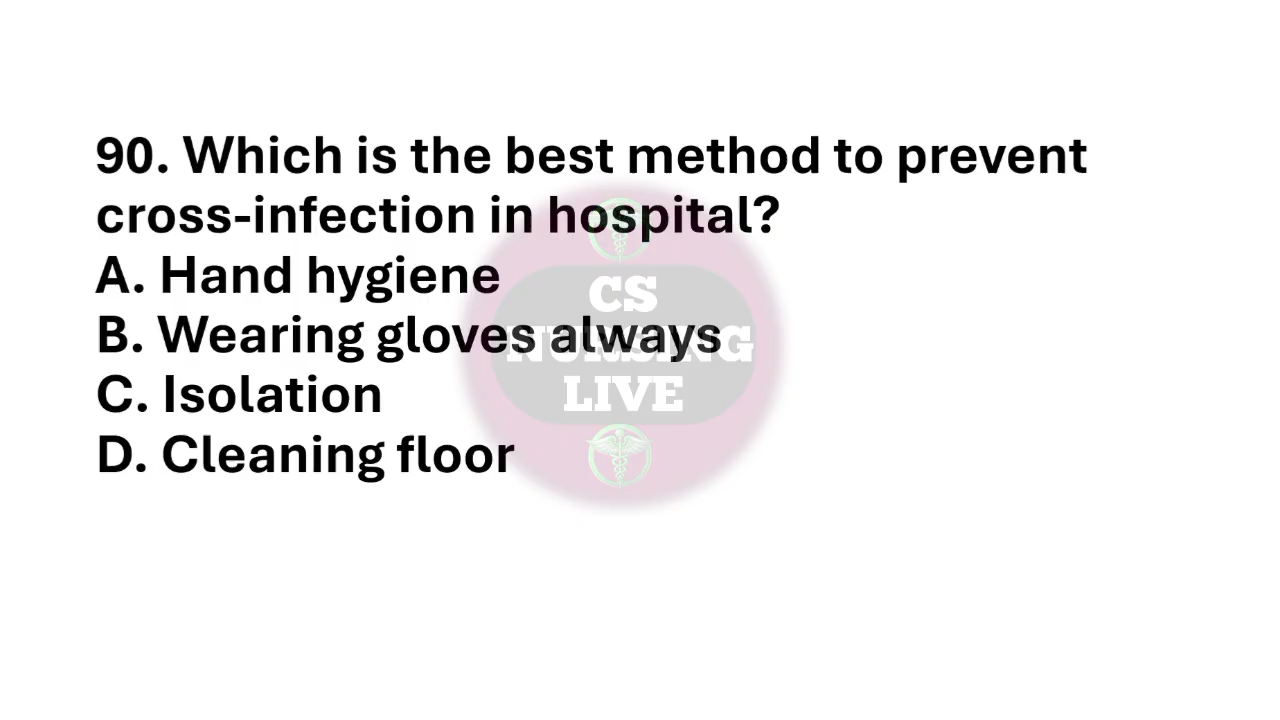 90. Which is the best method to prevent
cross-infection in hospital?
A. Hand hygiene
B. Wearing gloves always
C. Isolation
D. Cleaning floor
CS
NURSING
LIVE